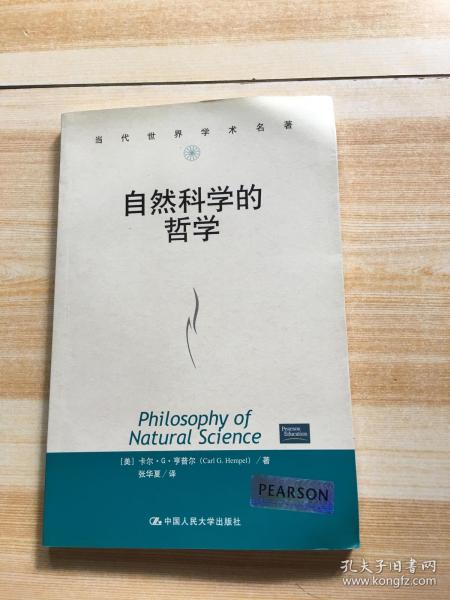 当代世界学术名著
自然科学的
哲学
Philosophy of
Natural Science
Pearson
Education
[美] 卡尔·G·亨普尔（Carl G. Hempel）／著
张华夏／译
PEARSON
中国人民大学出版社
孔夫子旧书网
www.kongfz.com